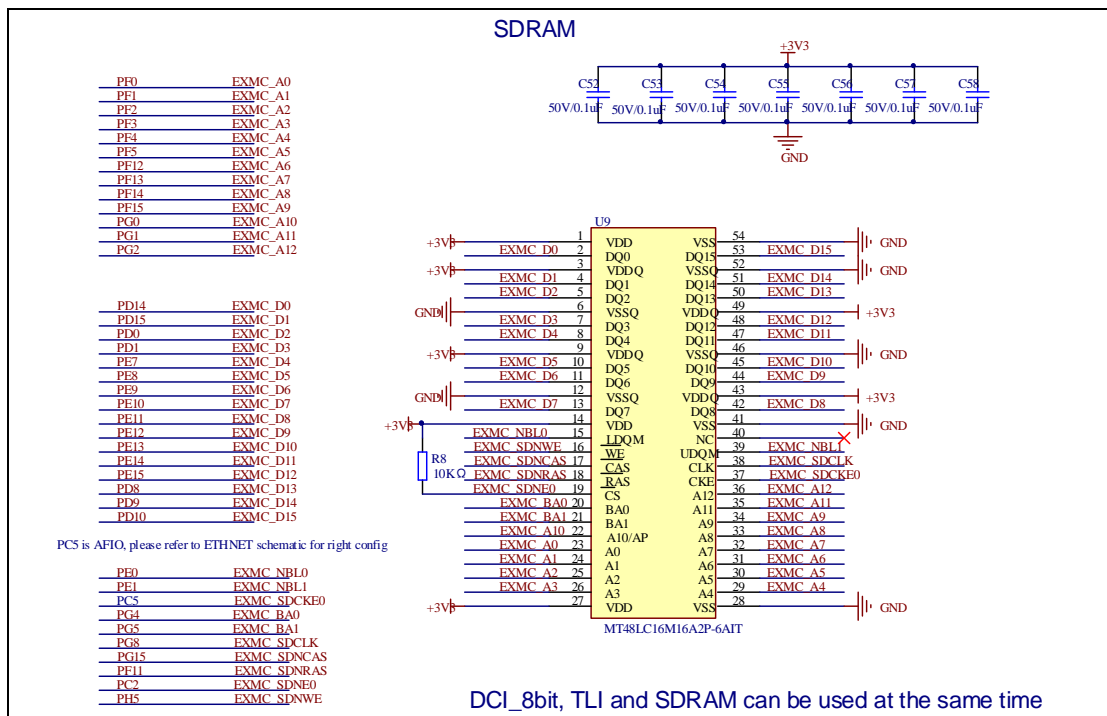 SDRAM
+3V3
C52 C53 C54 C55 C56 C57 C58
50V/0.1uF 50V/0.1uF 50V/0.1uF 50V/0.1uF 50V/0.1uF 50V/0.1uF 50V/0.1uF
GND
PF0 EXMC_A0
PF1 EXMC_A1
PF2 EXMC_A2
PF3 EXMC_A3
PF4 EXMC_A4
PF5 EXMC_A5
PF12 EXMC_A6
PF13 EXMC_A7
PF14 EXMC_A8
PF15 EXMC_A9
PG0 EXMC_A10
PG1 EXMC_A11
PG2 EXMC_A12
PD14 EXMC_D0
PD15 EXMC_D1
PD0 EXMC_D2
PD1 EXMC_D3
PE7 EXMC_D4
PE8 EXMC_D5
PE9 EXMC_D6
PE10 EXMC_D7
PE11 EXMC_D8
PE12 EXMC_D9
PE13 EXMC_D10
PE14 EXMC_D11
PE15 EXMC_D12
PD8 EXMC_D13
PD9 EXMC_D14
PD10 EXMC_D15
PC5 is AFIO, please refer to ETHNET schematic for right config
PE0 EXMC_NBL0
PE1 EXMC_NBL1
PC5 EXMC_SDCKE0
PG4 EXMC_BA0
PG5 EXMC_BA1
PG8 EXMC_SDCLK
PG15 EXMC_SDNCAS
PF11 EXMC_SDNRAS
PC2 EXMC_SDNE0
PH5 EXMC_SDNWE
U9
+3V3 1 VDD VSS 54 GND
EXMC_D0 2 DQ0 DQ15 53 EXMC_D15
+3V3 3 VDDQ VSSQ 52 GND
EXMC_D1 4 DQ1 DQ14 51 EXMC_D14
EXMC_D2 5 DQ2 DQ13 50 EXMC_D13
GND 6 VSSQ VDDQ 49 +3V3
EXMC_D3 7 DQ3 DQ12 48 EXMC_D12
EXMC_D4 8 DQ4 DQ11 47 EXMC_D11
+3V3 9 VDDQ VSSQ 46 GND
EXMC_D5 10 DQ5 DQ10 45 EXMC_D10
EXMC_D6 11 DQ6 DQ9 44 EXMC_D9
GND 12 VSSQ VDDQ 43 +3V3
EXMC_D7 13 DQ7 DQ8 42 EXMC_D8
+3V3 14 VDD VSS 41 GND
EXMC_NBL0 15 LDQM NC 40
EXMC_SDNWE 16 WE UDQM 39 EXMC_NBL1
R8
10KΩ
EXMC_SDNCAS 17 CAS CLK 38 EXMC_SDCLK
EXMC_SDNRAS 18 RAS CKE 37 EXMC_SDCKE0
EXMC_SDNE0 19 CS A12 36 EXMC_A12
EXMC_BA0 20 BA0 A11 35 EXMC_A11
EXMC_BA1 21 BA1 A9 34 EXMC_A9
EXMC_A10 22 A10/AP A8 33 EXMC_A8
EXMC_A0 23 A0 A7 32 EXMC_A7
EXMC_A1 24 A1 A6 31 EXMC_A6
EXMC_A2 25 A2 A5 30 EXMC_A5
EXMC_A3 26 A3 A4 29 EXMC_A4
+3V3 27 VDD VSS 28 GND
MT48LC16M16A2P-6AIT
DCI_8bit, TLI and SDRAM can be used at the same time